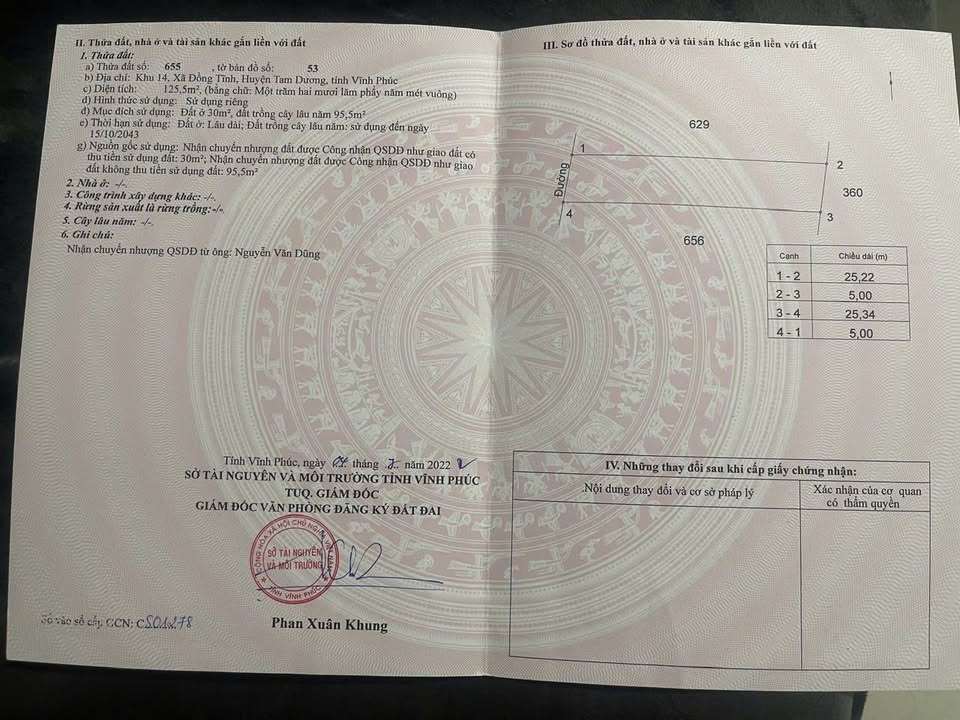 II. Thửa đất, nhà ở và tài sản khác gắn liền với đất
1. Thửa đất:
a) Thửa đất số: 655 , tờ bản đồ số: 53
b) Địa chỉ: Khu 14, Xã Đồng Tĩnh, Huyện Tam Dương, tỉnh Vĩnh Phúc
c) Diện tích: 125,5m², (bằng chữ: Một trăm hai mươi lăm phẩy năm mét vuông)
d) Hình thức sử dụng: Sử dụng riêng
đ) Mục đích sử dụng: Đất ở 30m², đất trồng cây lâu năm 95,5m²
e) Thời hạn sử dụng: Đất ở: Lâu dài; Đất trồng cây lâu năm: sử dụng đến ngày
15/10/2043
g) Nguồn gốc sử dụng: Nhận chuyển nhượng đất được Công nhận QSDĐ như giao đất có
thu tiền sử dụng đất: 30m²; Nhận chuyển nhượng đất được Công nhận QSDĐ như giao
đất không thu tiền sử dụng đất: 95,5m²
2. Nhà ở: -/-.
3. Công trình xây dựng khác: -/-.
4. Rừng sản xuất là rừng trồng:-/-.
5. Cây lâu năm: -/-.
6. Ghi chú:
Nhận chuyển nhượng QSDĐ từ ông: Nguyễn Văn Dũng
Tỉnh Vĩnh Phúc, ngày tháng 7 năm 2022
SỞ TÀI NGUYÊN VÀ MÔI TRƯỜNG TỈNH VĨNH PHÚC
TUQ. GIÁM ĐỐC
GIÁM ĐỐC VĂN PHÒNG ĐĂNG KÝ ĐẤT ĐAI
CỘNG HÒA XÃ HỘI CHỦ NGHĨA VIỆT NAM
SỞ TÀI NGUYÊN
VÀ MÔI TRƯỜNG
TỈNH VĨNH PHÚC
Phan Xuân Khung
Số vào sổ cấp GCN:
III. Sơ đồ thửa đất, nhà ở và tài sản khác gắn liền với đất
629
1
2
Đường
360
4
3
656
Cạnh Chiều dài (m)
1 - 2 25,22
2 - 3 5,00
3 - 4 25,34
4 - 1 5,00
IV. Những thay đổi sau khi cấp giấy chứng nhận:
.Nội dung thay đổi và cơ sở pháp lý
Xác nhận của cơ quan
có thẩm quyền